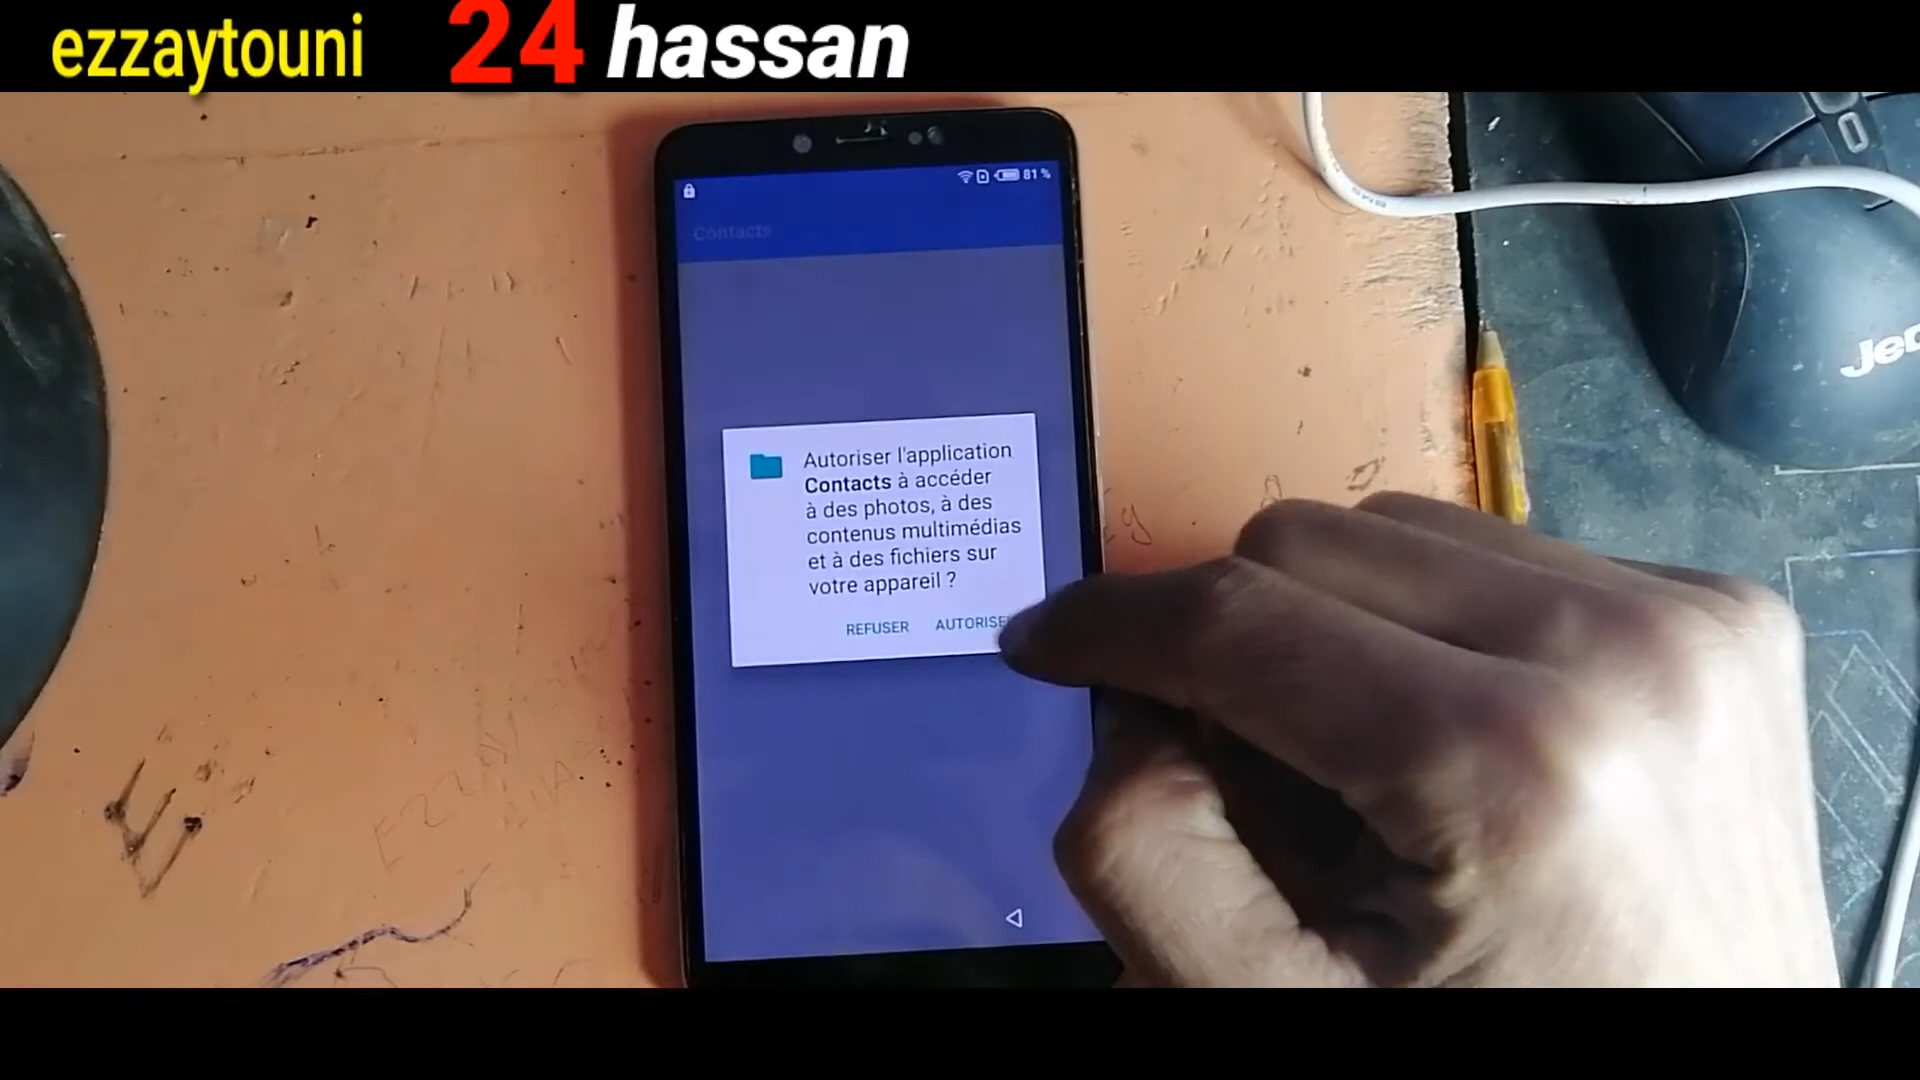 ezzaytouni 24 hassan
81 %
Contacts
Autoriser l'application
Contacts à accéder
à des photos, à des
contenus multimédias
et à des fichiers sur
votre appareil ?
REFUSER AUTORISE